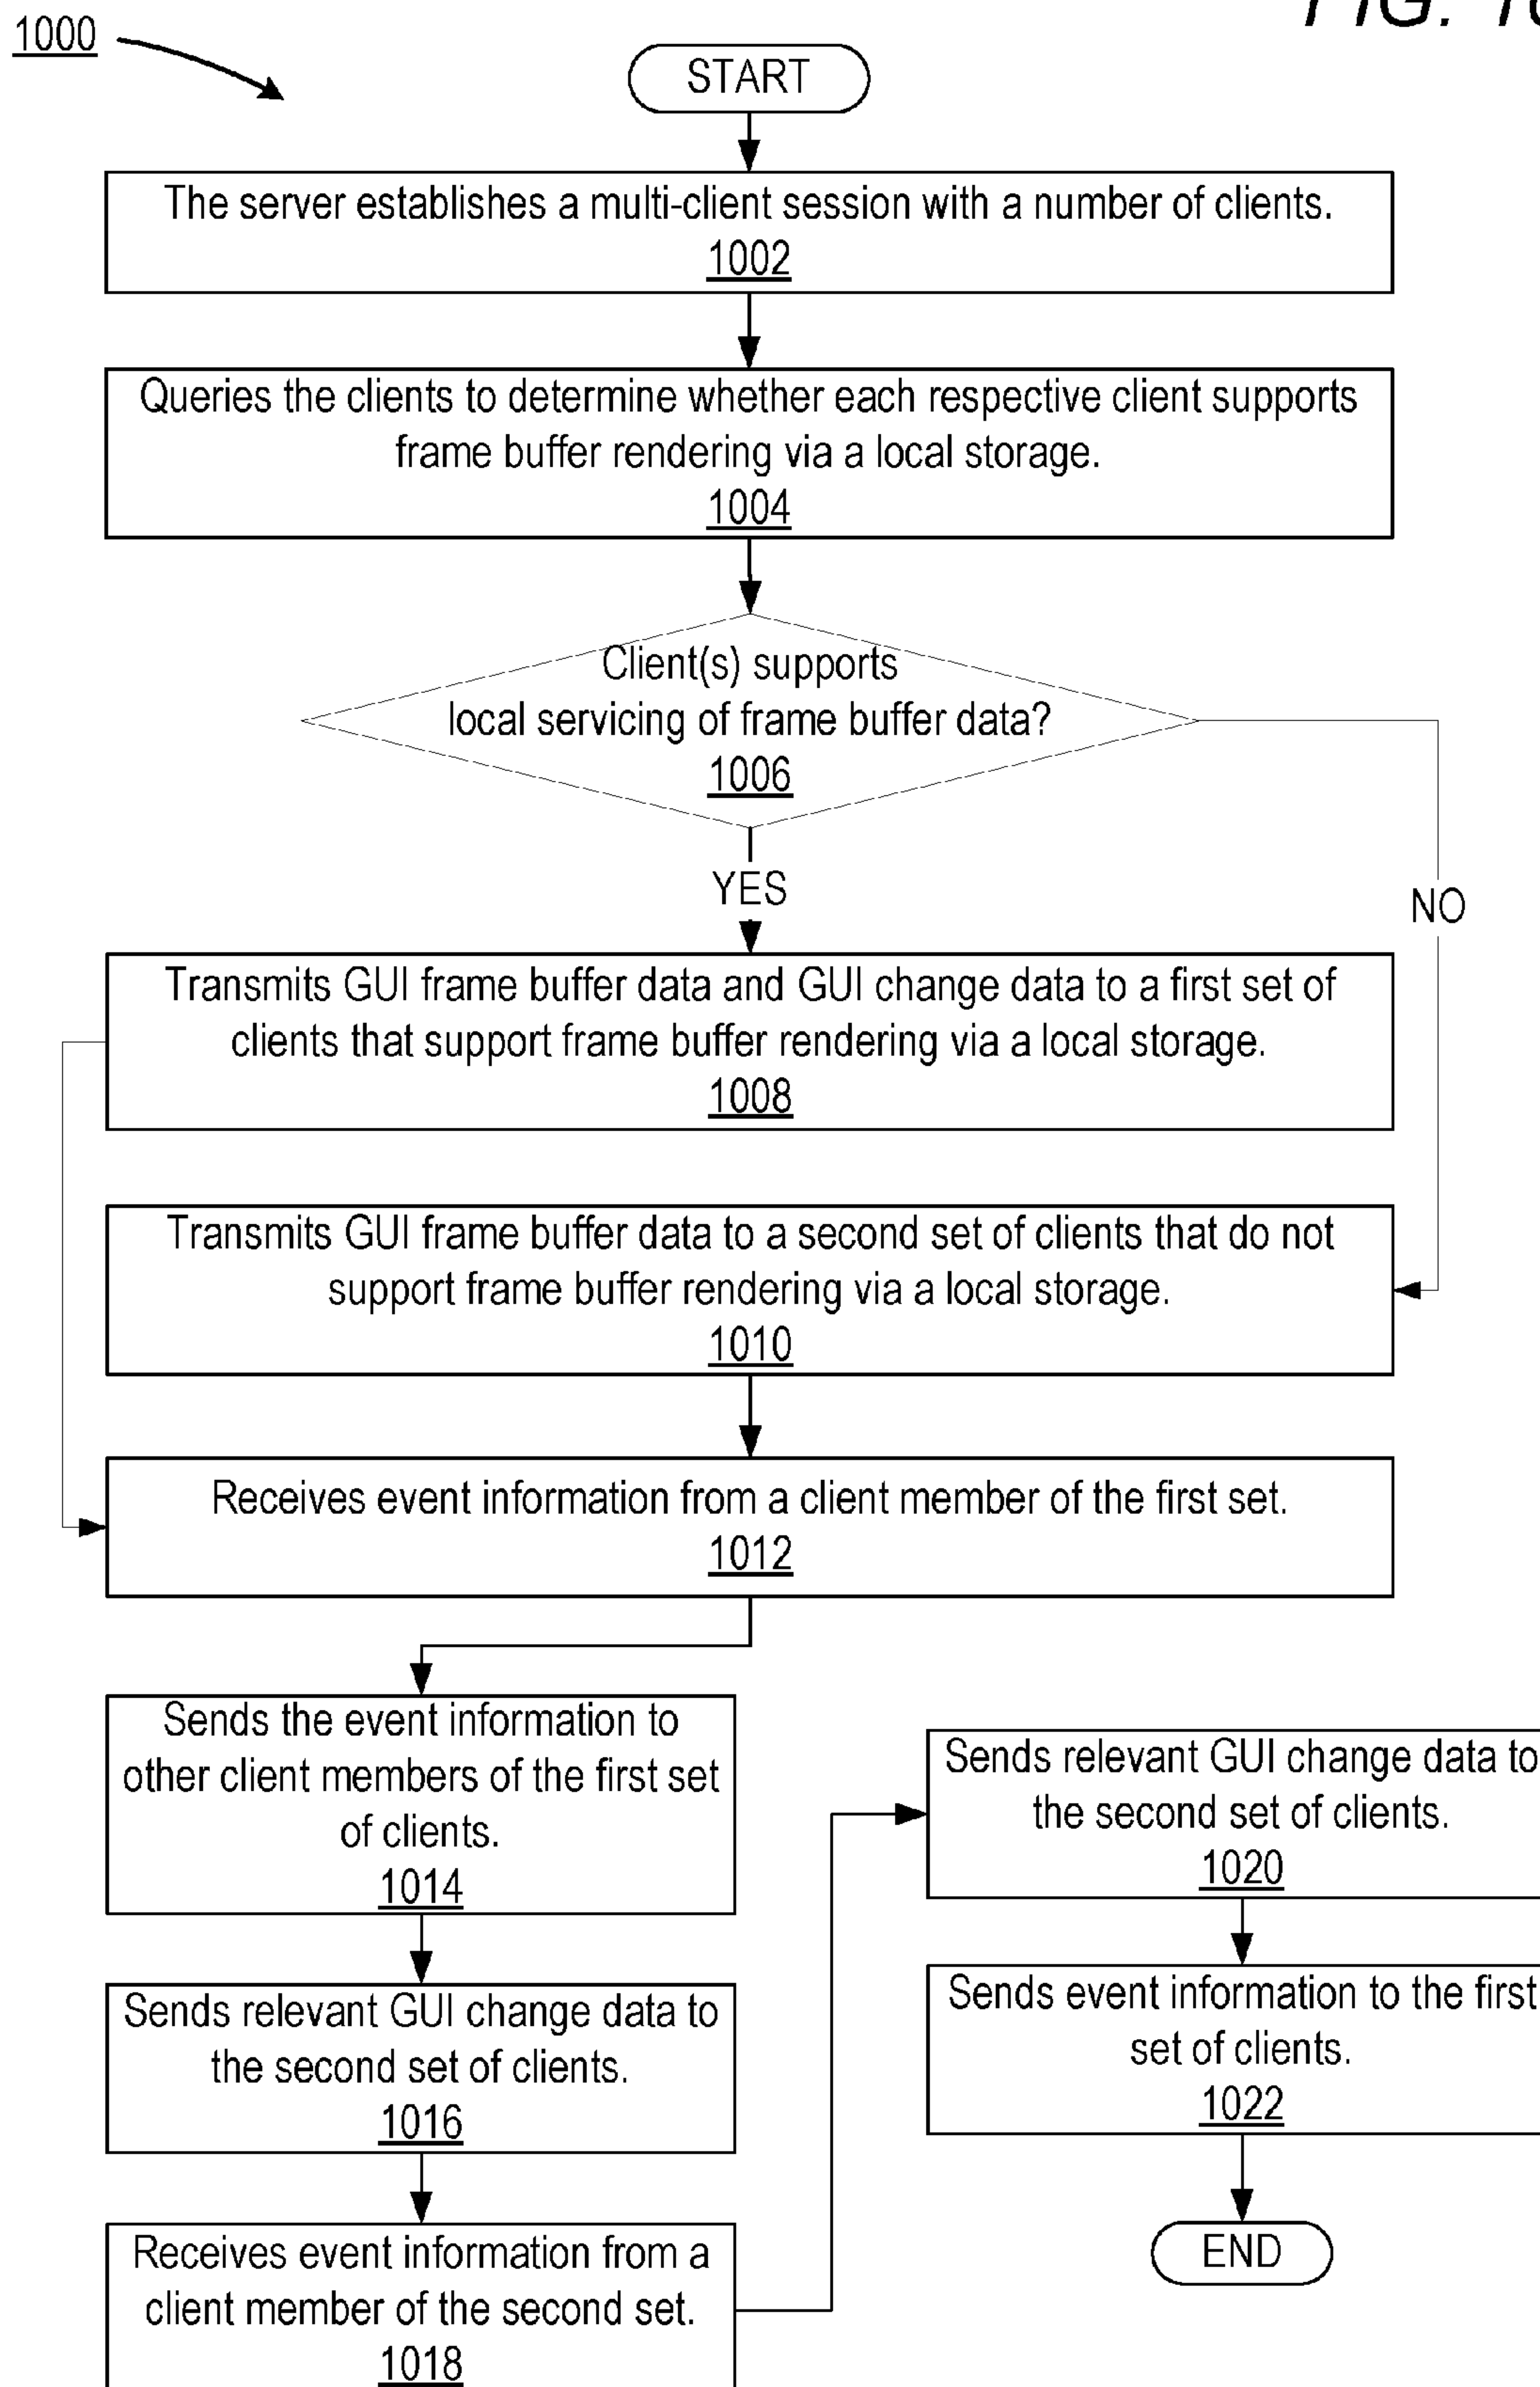 FIG. 10
1000
START
The server establishes a multi-client session with a number of clients.
1002
Queries the clients to determine whether each respective client supports
frame buffer rendering via a local storage.
1004
Client(s) supports
local servicing of frame buffer data?
1006
YES
NO
Transmits GUI frame buffer data and GUI change data to a first set of
clients that support frame buffer rendering via a local storage.
1008
Transmits GUI frame buffer data to a second set of clients that do not
support frame buffer rendering via a local storage.
1010
Receives event information from a client member of the first set.
1012
Sends the event information to
other client members of the first set
of clients.
1014
Sends relevant GUI change data to
the second set of clients.
1016
Receives event information from a
client member of the second set.
1018
Sends relevant GUI change data to
the second set of clients.
1020
Sends event information to the first
set of clients.
1022
END